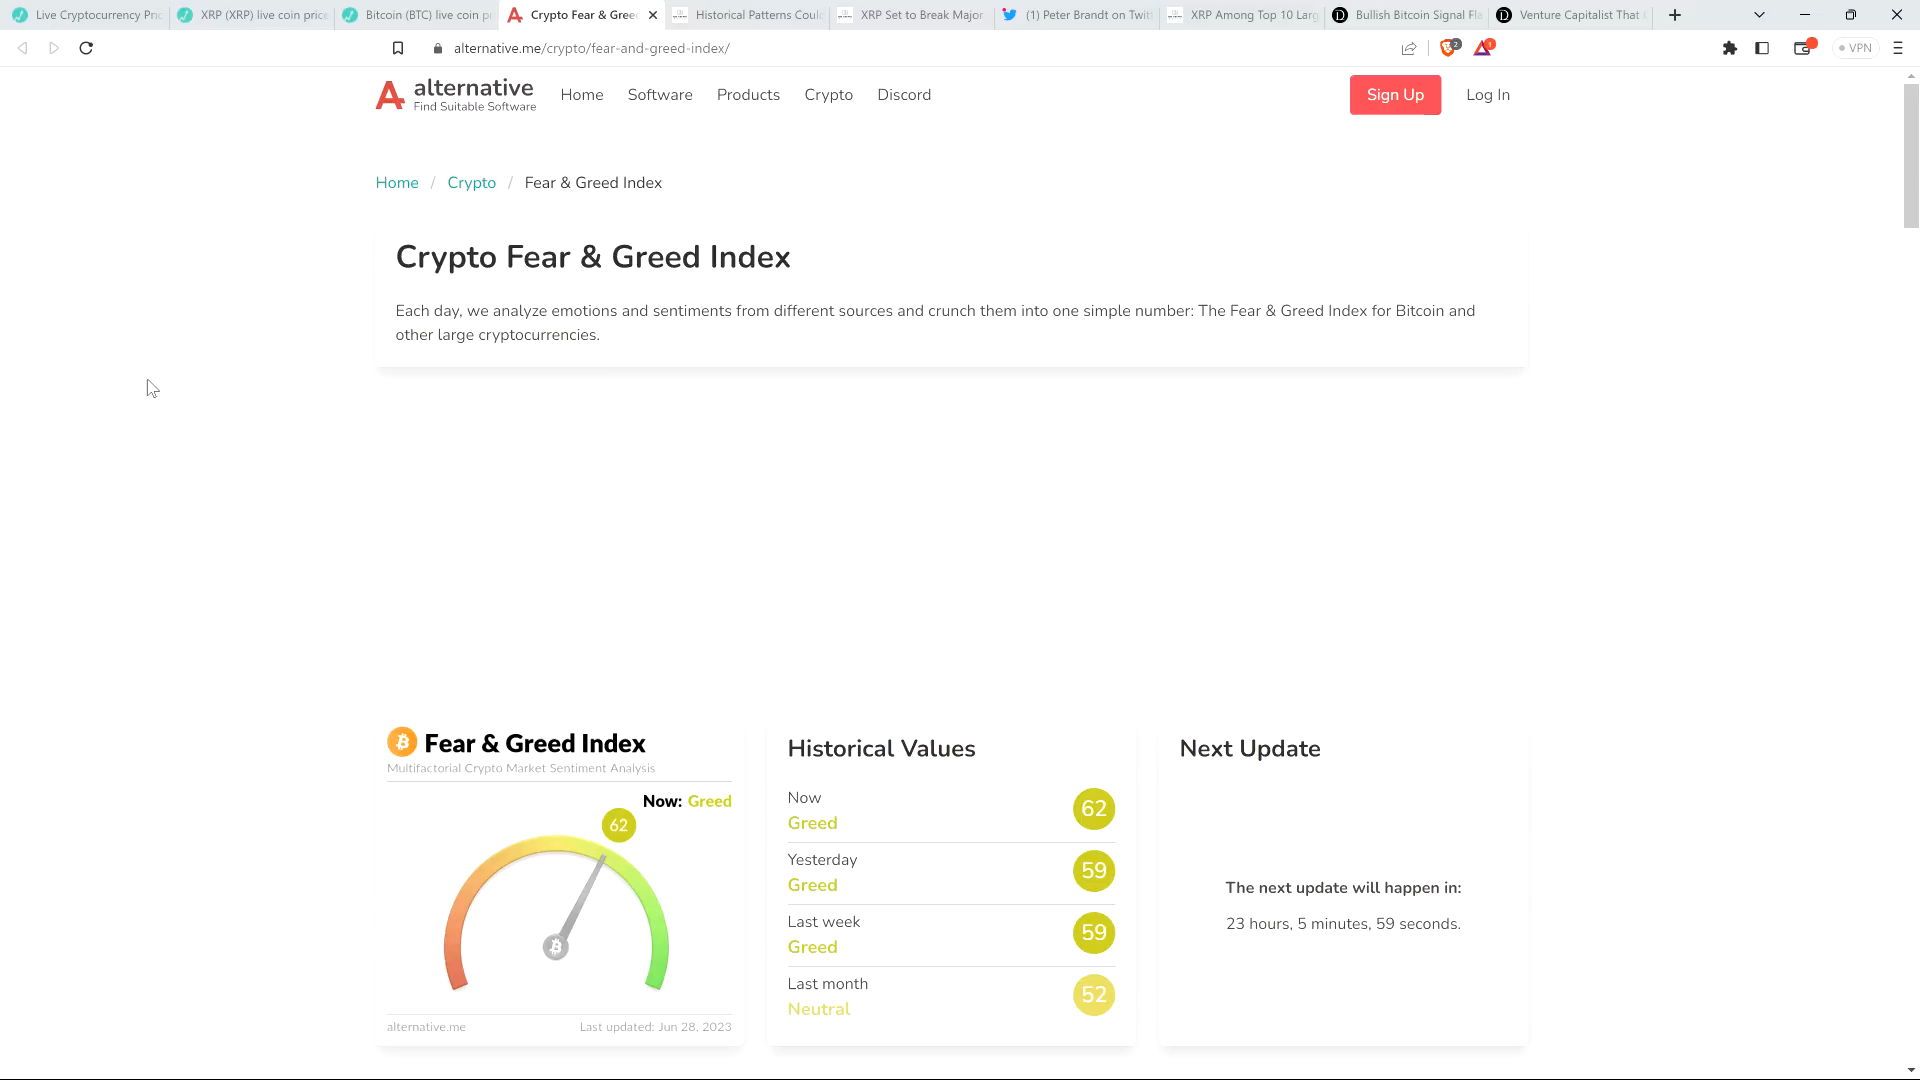 Live Cryptocurrency Pric
XRP (XRP) live coin price
Bitcoin (BTC) live coin pr
Crypto Fear & Gree
Historical Patterns Could
XRP Set to Break Major
(1) Peter Brandt on Twitt
XRP Among Top 10 Larg
Bullish Bitcoin Signal Fla
Venture Capitalist That
alternative.me/crypto/fear-and-greed-index/
2
1
VPN
alternative
Find Suitable Software
Home
Software
Products
Crypto
Discord
Sign Up
Log In
Home / Crypto / Fear & Greed Index
Crypto Fear & Greed Index
Each day, we analyze emotions and sentiments from different sources and crunch them into one simple number: The Fear & Greed Index for Bitcoin and
other large cryptocurrencies.
Fear & Greed Index
Multifactorial Crypto Market Sentiment Analysis
Now: Greed
62
alternative.me
Last updated: Jun 28, 2023
Historical Values
Now
Greed
62
Yesterday
Greed
59
Last week
Greed
59
Last month
Neutral
52
Next Update
The next update will happen in:
23 hours, 5 minutes, 59 seconds.